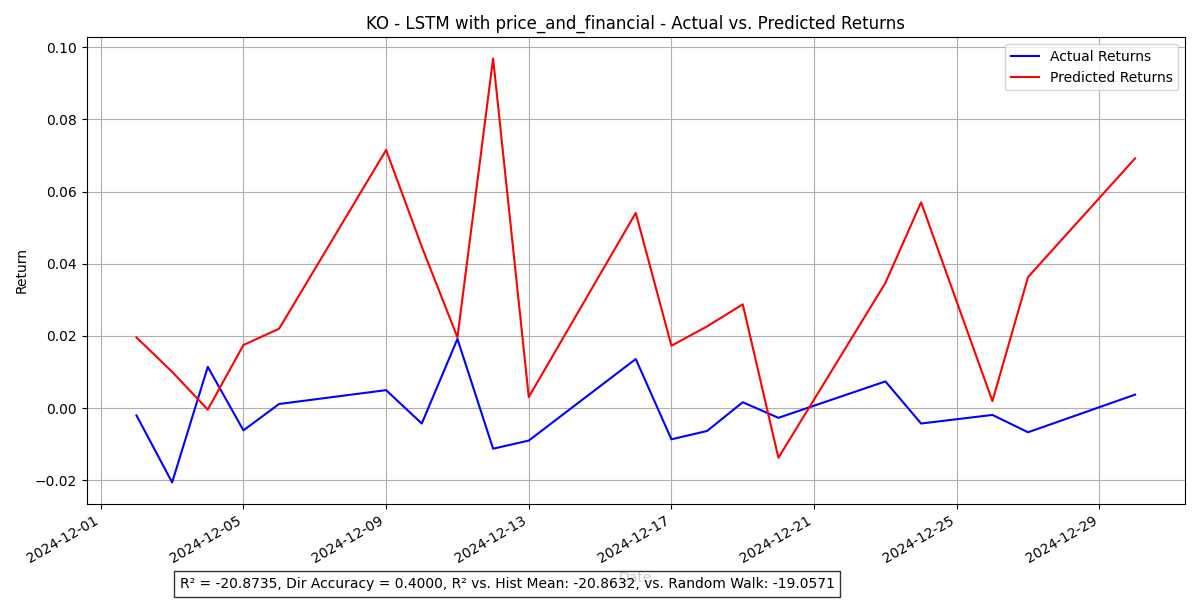 KO - LSTM with price_and_financial - Actual vs. Predicted Returns
Actual Returns
Predicted Returns
0.10
0.08
0.06
0.04
0.02
0.00
−0.02
Return
2024-12-01
2024-12-05
2024-12-09
2024-12-13
2024-12-17
2024-12-21
2024-12-25
2024-12-29
Date
R² = -20.8735, Dir Accuracy = 0.4000, R² vs. Hist Mean: -20.8632, vs. Random Walk: -19.0571